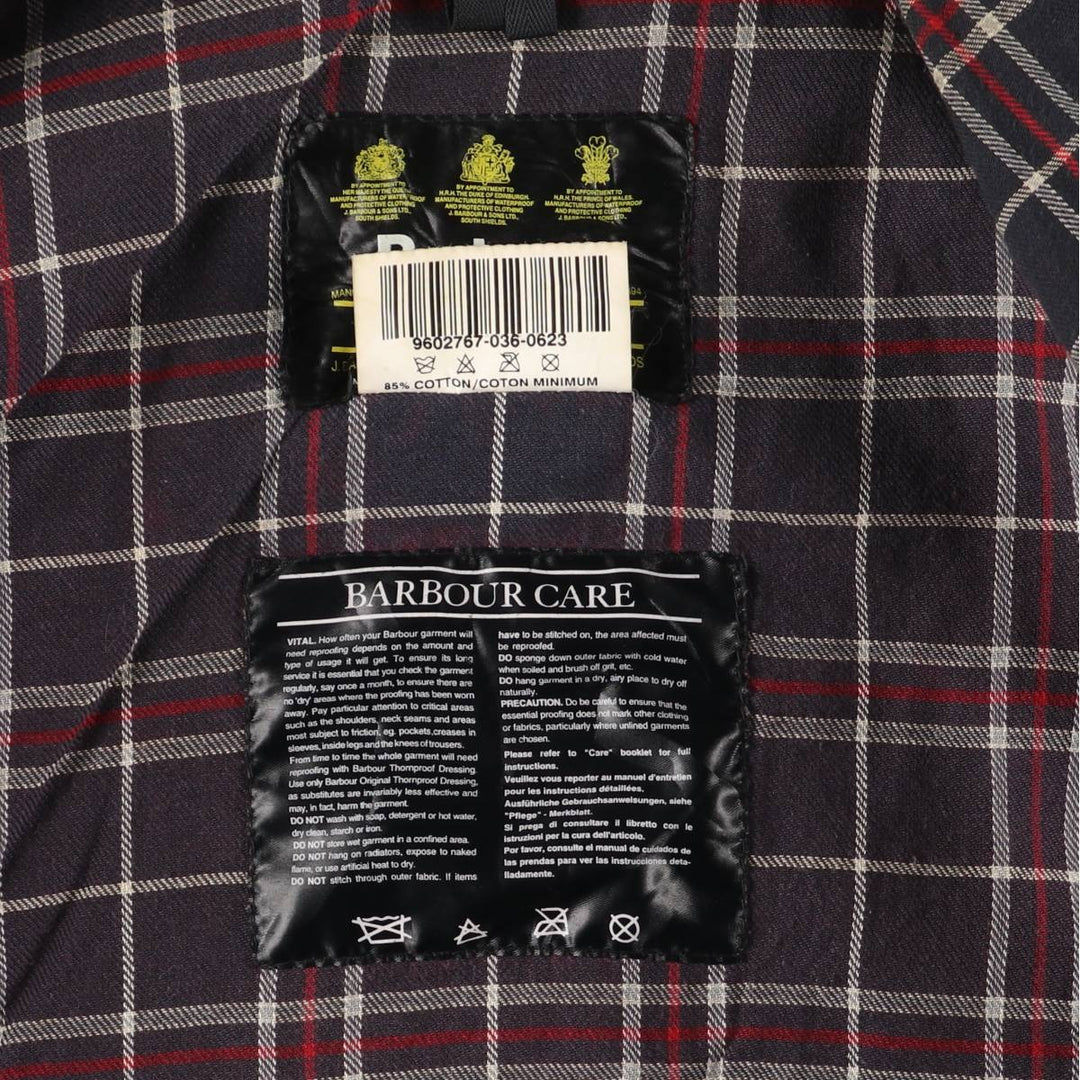 BY APPOINTMENT TO
HER MAJESTY THE QUEEN
MANUFACTURERS OF WATERPROOF
AND PROTECTIVE CLOTHING
J. BARBOUR & SONS LTD.,
SOUTH SHIELDS.
BY APPOINTMENT TO
H.R.H. THE DUKE OF EDINBURGH.
MANUFACTURERS OF WATERPROOF
AND PROTECTIVE CLOTHING
J. BARBOUR & SONS LTD.,
SOUTH SHIELDS.
BY APPOINTMENT TO
H.R.H. THE PRINCE OF WALES.
MANUFACTURERS OF WATERPROOF
AND PROTECTIVE CLOTHING
J. BARBOUR & SONS LTD.,
SOUTH SHIELDS.
MAN
94
9602767-036-0623
85% COTTON/COTON MINIMUM
BARBOUR CARE
VITAL. How often your Barbour garment will
need reproofing depends on the amount and
type of usage it will get. To ensure its long
service it is essential that you check the garment
regularly, say once a month, to ensure there are
no 'dry' areas where the proofing has been worn
away. Pay particular attention to critical areas
such as the shoulders, neck seams and areas
most subject to friction, eg. pockets,creases in
sleeves, inside legs and the knees of trousers.
From time to time the whole garment will need
reproofing with Barbour Thornproof Dressing.
Use only Barbour Original Thornproof Dressing,
as substitutes are invariably less effective and
may, in fact, harm the garment.
DO NOT wash with soap, detergent or hot water,
dry clean, starch or iron.
DO NOT store wet garment in a confined area.
DO NOT hang on radiators, expose to naked
flame, or use artificial heat to dry.
DO NOT stitch through outer fabric. If items
have to be stitched on, the area affected must
be reproofed.
DO sponge down outer fabric with cold water
when soiled and brush off grit, etc.
DO hang garment in a dry, airy place to dry off
naturally.
PRECAUTION. Do be careful to ensure that the
essential proofing does not mark other clothing
or fabrics, particularly where unlined garments
are chosen.
Please refer to "Care" booklet for full
instructions.
Veuillez vous reporter au manuel d'entretien
pour les instructions détaillées.
Ausführliche Gebrauchsanweisungen, siehe
"Pflege" - Merkblatt.
Si prega di consultare il libretto con le
istruzioni per la cura dell'articolo.
Por favor, consulte el manual de cuidados de
las prendas para ver las instrucciones deta-
lladamente.